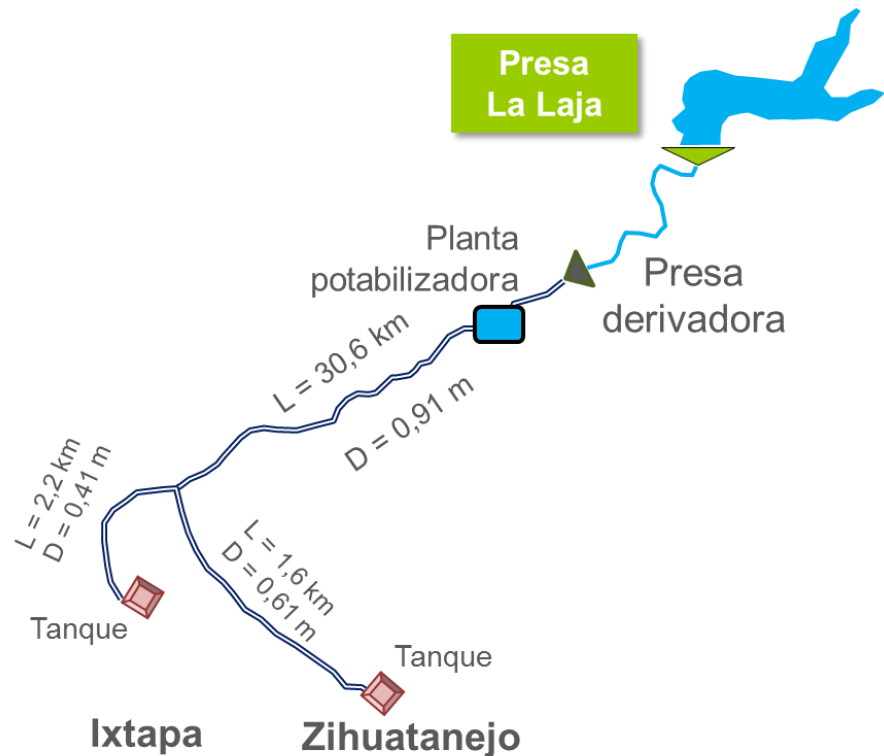 Presa
La Laja
Planta
potabilizadora
Presa
derivadora
L = 30,6 km
D = 0,91 m
L = 2,2 km
D = 0,41 m
L = 1,6 km
D = 0,61 m
Tanque
Tanque
Ixtapa
Zihuatanejo